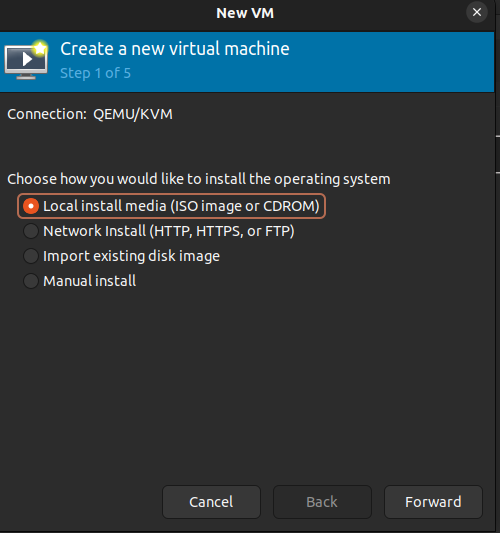 New VM
Create a new virtual machine
Step 1 of 5
Connection: QEMU/KVM
Choose how you would like to install the operating system
Local install media (ISO image or CDROM)
Network Install (HTTP, HTTPS, or FTP)
Import existing disk image
Manual install
Cancel Back Forward